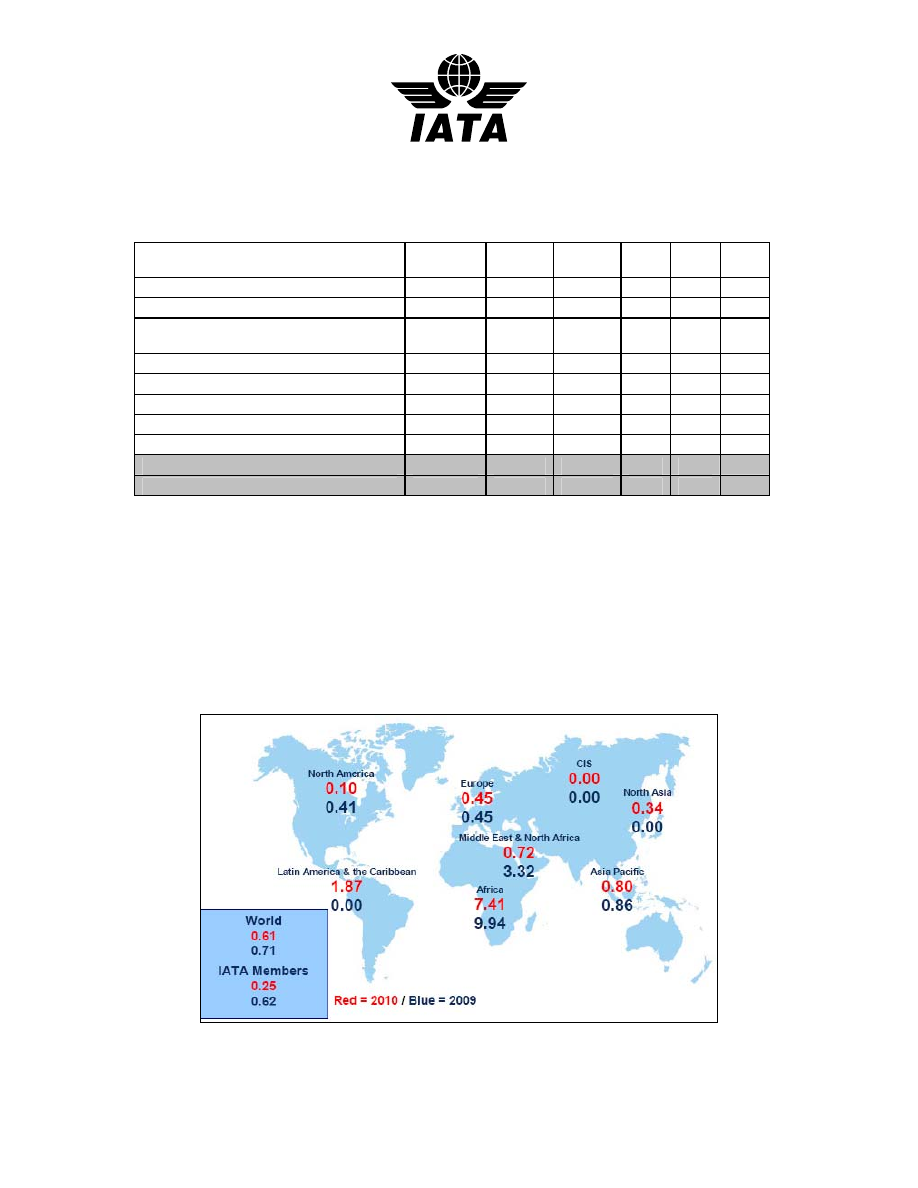 IATA
North America
0.10
0.41
Europe
0.45
0.45
CIS
0.00
0.00
North Asia
0.34
0.00
Middle East & North Africa
0.72
3.32
Latin America & the Caribbean
1.87
0.00
Africa
7.41
9.94
Asia Pacific
0.80
0.86
World
0.61
0.71
IATA Members
0.25
0.62
Red = 2010 / Blue = 2009